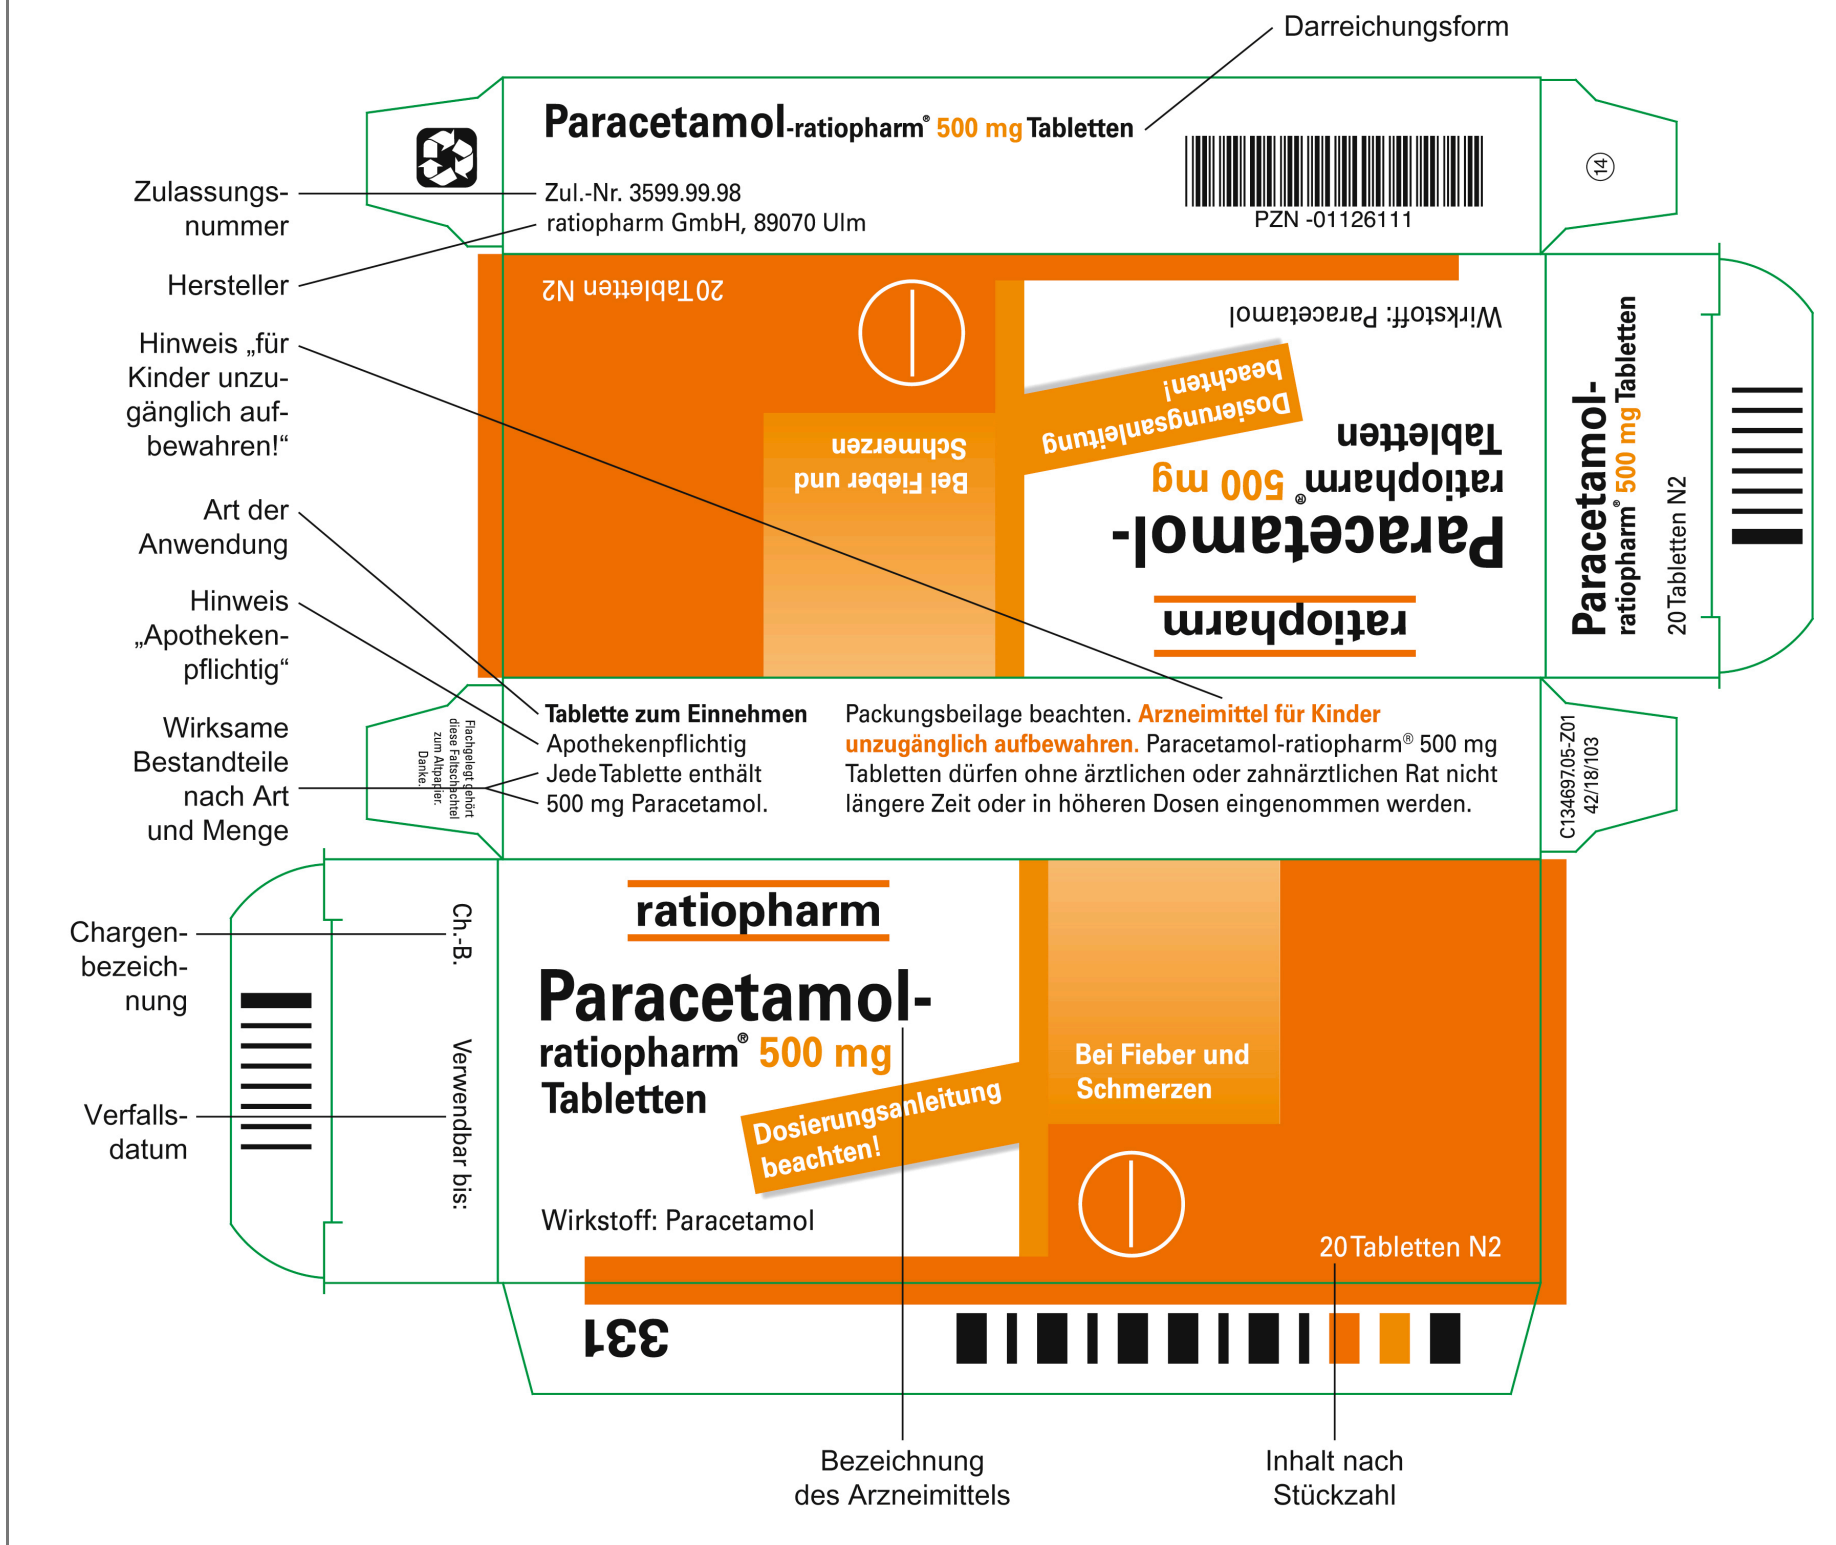 Darreichungsform
Paracetamol-ratiopharm® 500 mg Tabletten
14
Zulassungs-
nummer
Zul.-Nr. 3599.99.98
ratiopharm GmbH, 89070 Ulm
PZN -01126111
Hersteller
20 Tabletten N2
Wirkstoff: Paracetamol
Dosierungsanleitung
beachten!
Bei Fieber und
Schmerzen
ratiopharm
Paracetamol-
ratiopharm® 500 mg
Tabletten
Paracetamol-
ratiopharm® 500 mg Tabletten
20 Tabletten N2
Hinweis „für
Kinder unzu-
gänglich auf-
bewahren!“
Art der
Anwendung
Hinweis
„Apotheken-
pflichtig“
Wirksame
Bestandteile
nach Art
und Menge
Flachgelegt gehört
diese Faltschachtel
zum Altpapier.
Danke.
Tablette zum Einnehmen
Apothekenpflichtig
Jede Tablette enthält
500 mg Paracetamol.
Packungsbeilage beachten. Arzneimittel für Kinder
unzugänglich aufbewahren. Paracetamol-ratiopharm® 500 mg
Tabletten dürfen ohne ärztlichen oder zahnärztlichen Rat nicht
längere Zeit oder in höheren Dosen eingenommen werden.
C134697.05-Z01
42/18/103
Chargen-
bezeich-
nung
Ch.-B.
Verfalls-
datum
Verwendbar bis:
ratiopharm
Paracetamol-
ratiopharm® 500 mg
Tabletten
Dosierungsanleitung
beachten!
Wirkstoff: Paracetamol
Bei Fieber und
Schmerzen
20 Tabletten N2
331
Bezeichnung
des Arzneimittels
Inhalt nach
Stückzahl